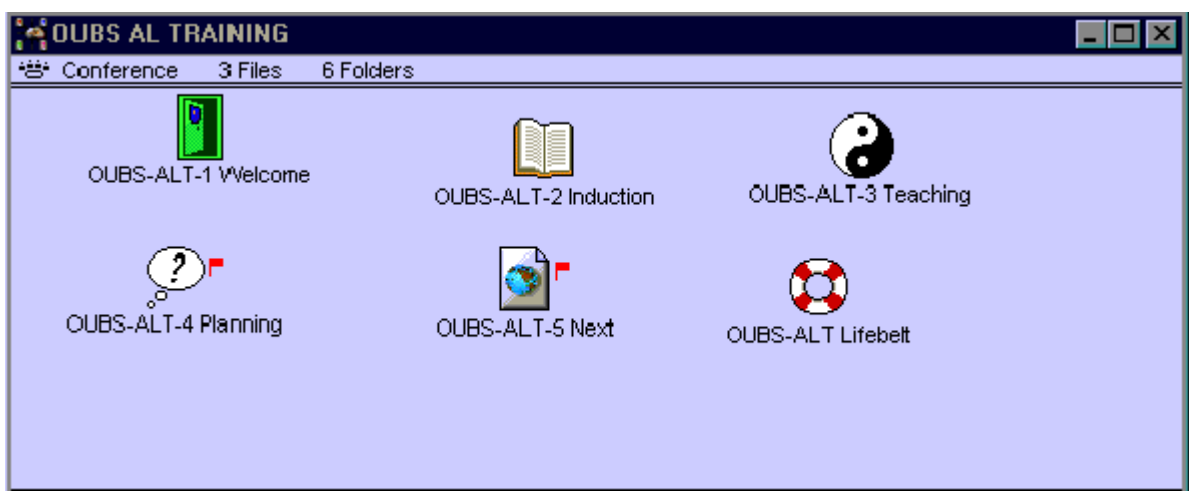 OUBS AL TRAINING
Conference 3 Files 6 Folders
OUBS-ALT-1 Welcome
OUBS-ALT-2 Induction
OUBS-ALT-3 Teaching
?
OUBS-ALT-4 Planning
OUBS-ALT-5 Next
OUBS-ALT Lifebelt